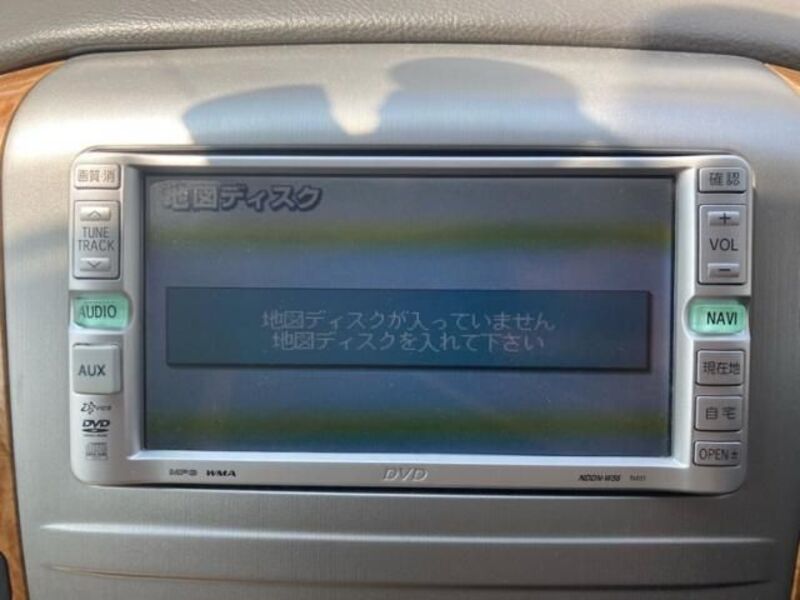 画質・消
TUNE
TRACK
AUDIO
AUX
DVD
地図ディスク
地図ディスクが入っていません
地図ディスクを入れて下さい
確認
+
VOL
−
NAVI
現在地
自宅
OPEN
MP3 WMA
DVD
NDDN-W56